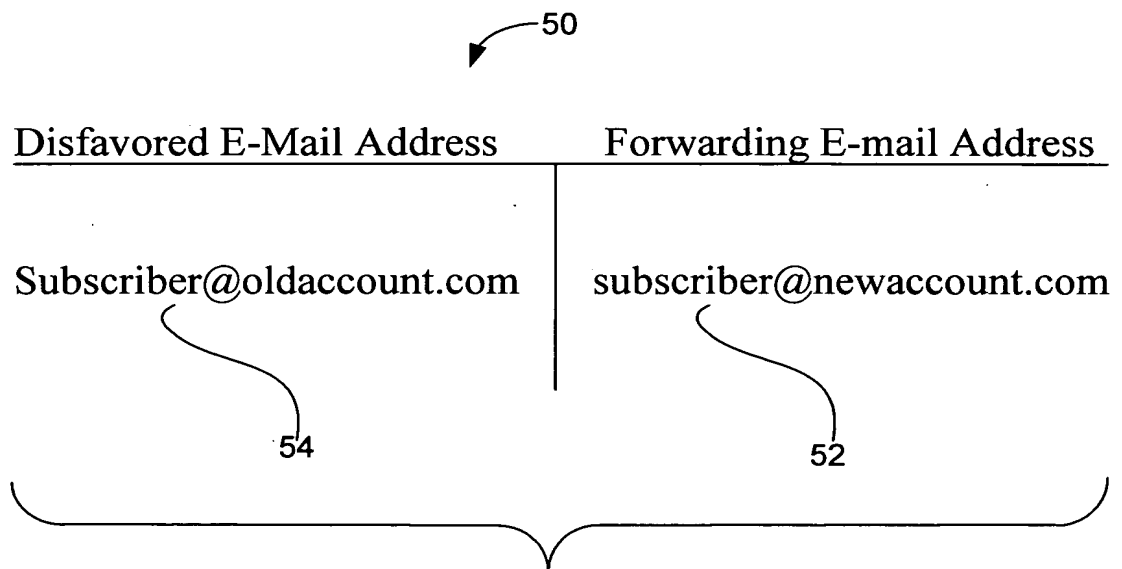 50
Disfavored E-Mail Address Forwarding E-mail Address
Subscriber@oldaccount.com subscriber@newaccount.com
54 52